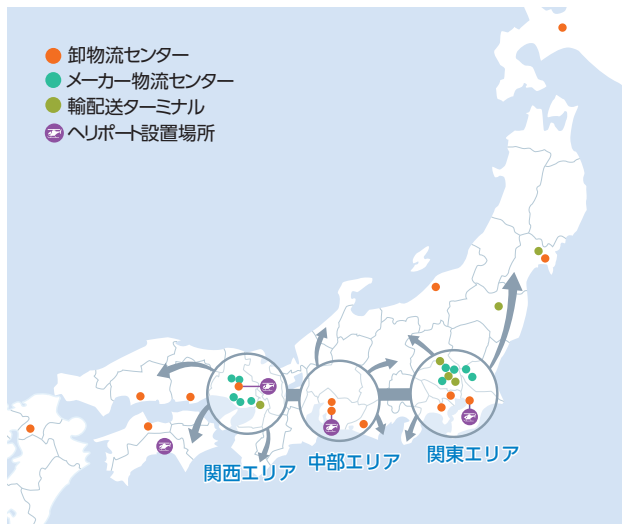 卸物流センター
メーカー物流センター
輸配送ターミナル
ヘリポート設置場所
関西エリア
中部エリア
関東エリア